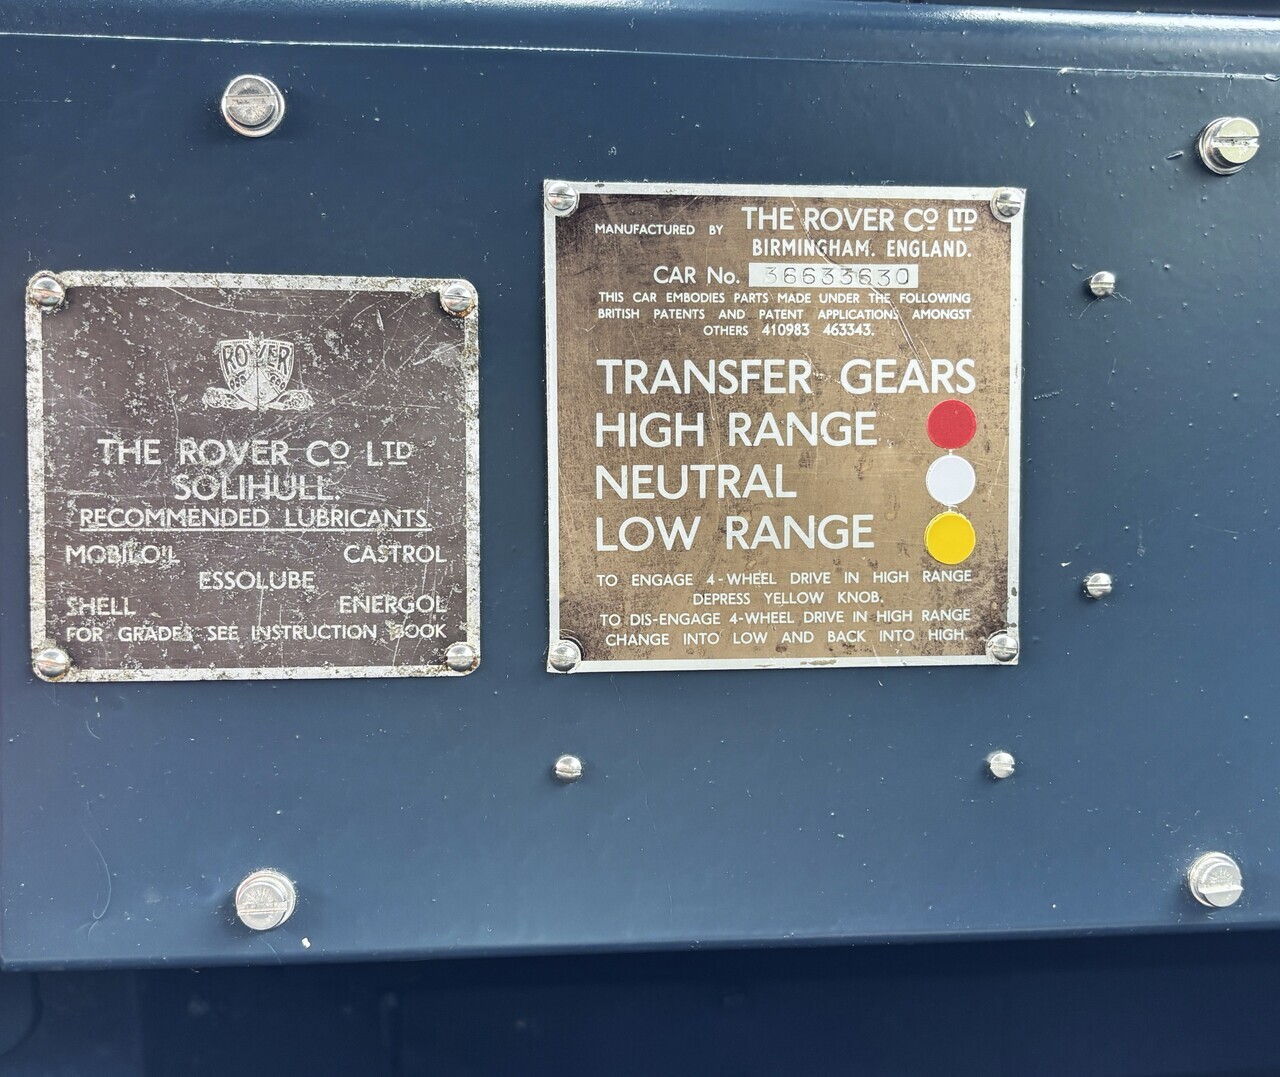 ROVER
THE ROVER Co LTD
SOLIHULL.
RECOMMENDED LUBRICANTS.
MOBILOIL CASTROL
ESSOLUBE
SHELL ENERGOL
FOR GRADES SEE INSTRUCTION BOOK
MANUFACTURED BY THE ROVER Co LTD
BIRMINGHAM. ENGLAND.
CAR No. 36633630
THIS CAR EMBODIES PARTS MADE UNDER THE FOLLOWING
BRITISH PATENTS AND PATENT APPLICATIONS AMONGST
OTHERS 410983 463343.
TRANSFER GEARS
HIGH RANGE
NEUTRAL
LOW RANGE
TO ENGAGE 4-WHEEL DRIVE IN HIGH RANGE
DEPRESS YELLOW KNOB.
TO DIS-ENGAGE 4-WHEEL DRIVE IN HIGH RANGE
CHANGE INTO LOW AND BACK INTO HIGH.